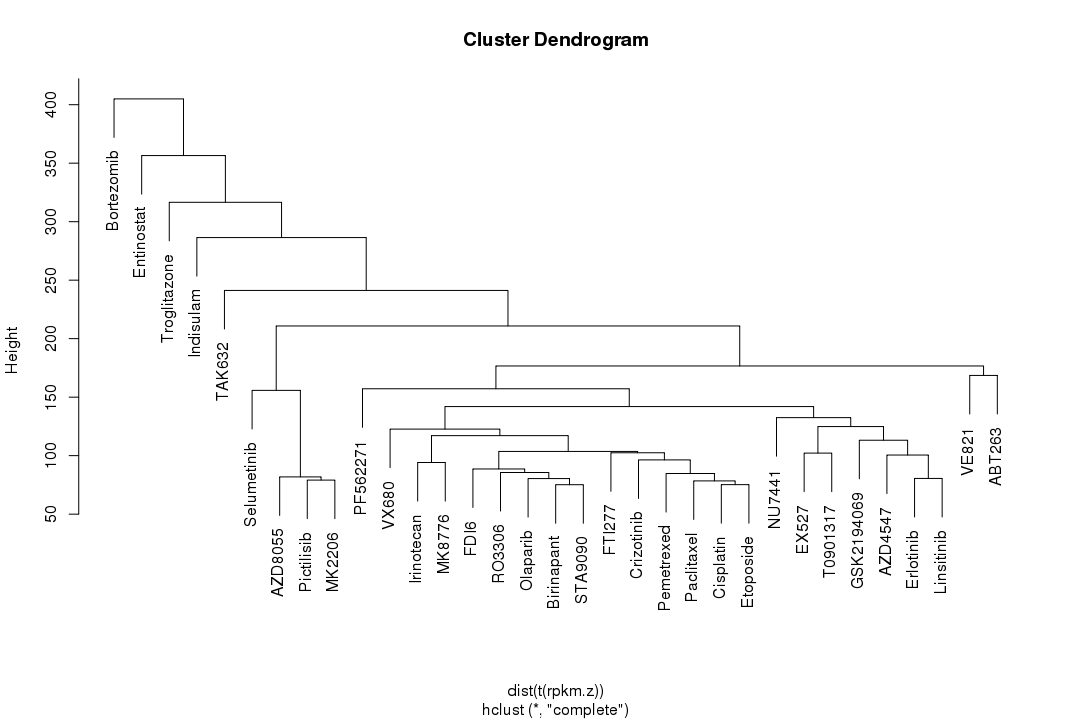 Cluster Dendrogram
Height
400
350
300
250
200
150
100
50
Bortezomib
Entinostat
Troglitazone
Indisulam
TAK632
Selumetinib
AZD8055
Pictilisib
MK2206
PF562271
VX680
Irinotecan
MK8776
FDI6
RO3306
Olaparib
Birinapant
STA9090
FTI277
Crizotinib
Pemetrexed
Paclitaxel
Cisplatin
Etoposide
NU7441
EX527
T0901317
GSK2194069
AZD4547
Erlotinib
Linsitinib
VE821
ABT263
dist(t(rpkm.z))
hclust (*, "complete")